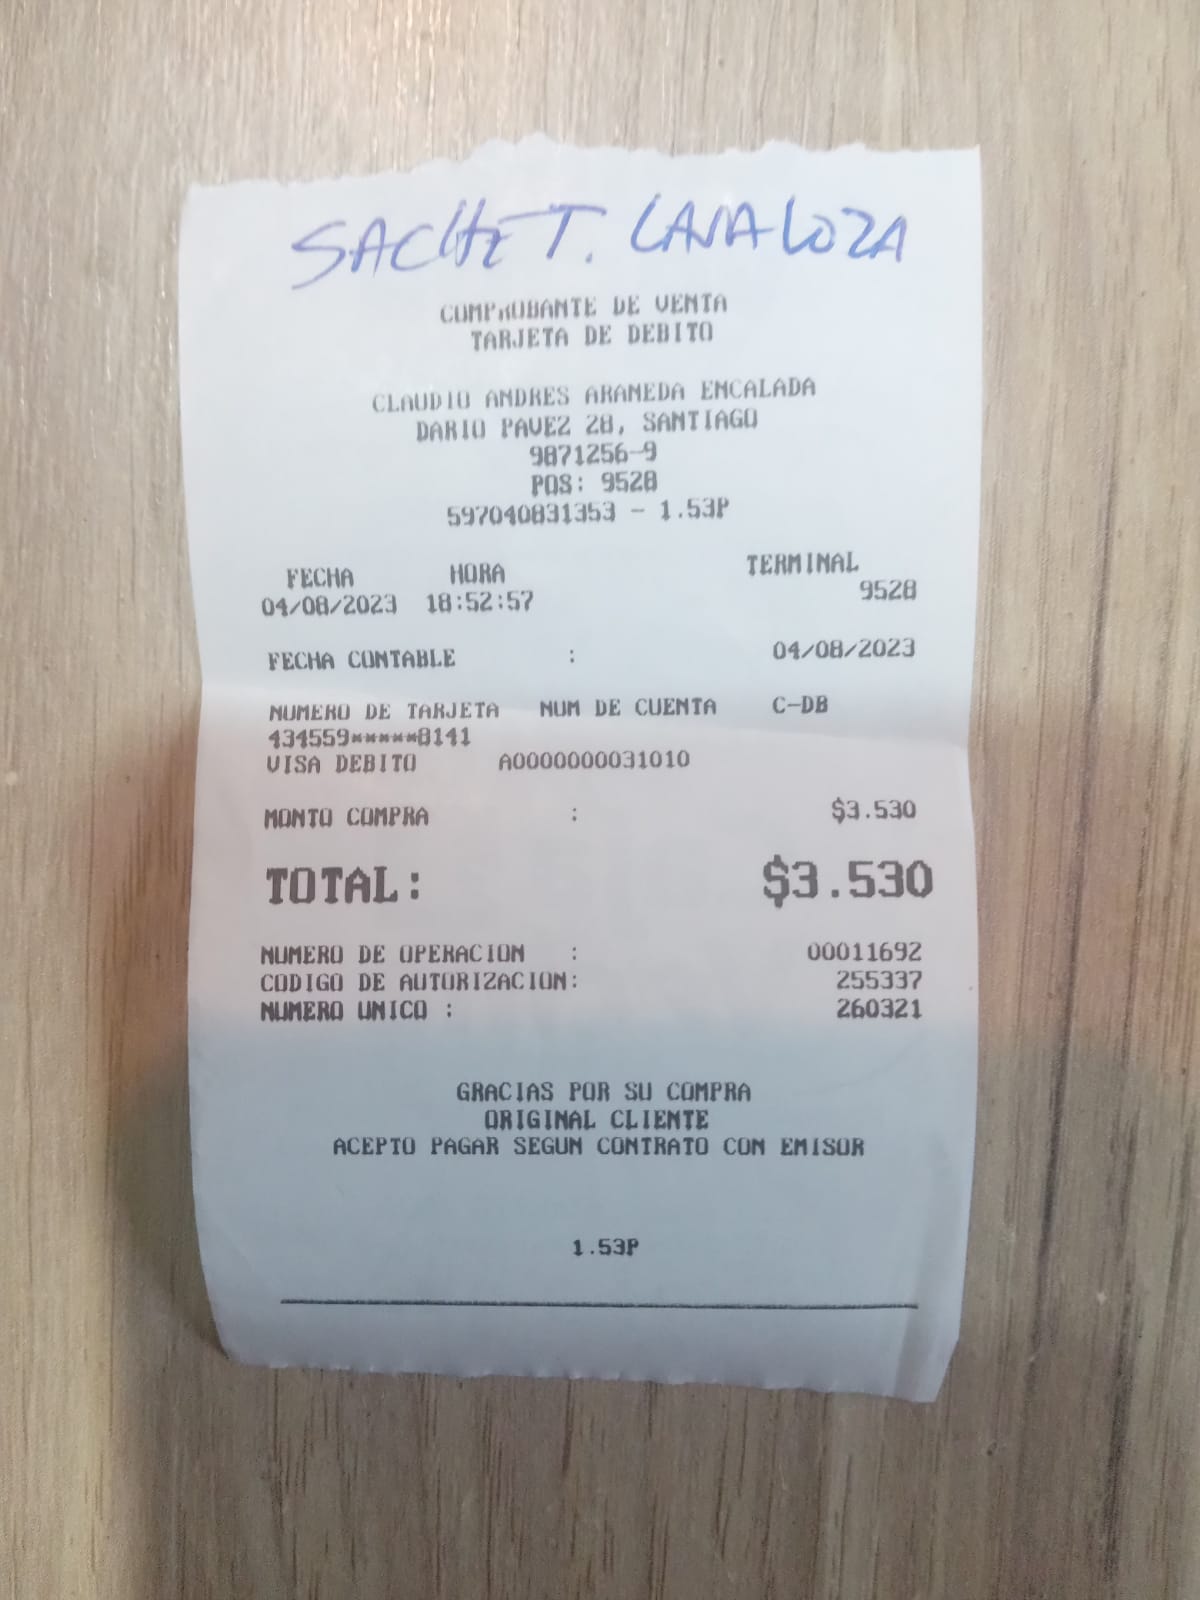 SACHET. LAVALOZA
COMPROBANTE DE VENTA
TARJETA DE DEBITO
CLAUDIO ANDRES ARANEDA ENCALADA
DARIO PAVEZ 28, SANTIAGO
9871256-9
POS: 9528
597040831353 - 1.53P
FECHA HORA TERMINAL
04/08/2023 18:52:57 9528
FECHA CONTABLE : 04/08/2023
NUMERO DE TARJETA NUM DE CUENTA C-DB
434559*****8141
VISA DEBITO A0000000031010
MONTO COMPRA : $3.530
TOTAL: $3.530
NUMERO DE OPERACION : 00011692
CODIGO DE AUTORIZACION: 255337
NUMERO UNICO : 260321
GRACIAS POR SU COMPRA
ORIGINAL CLIENTE
ACEPTO PAGAR SEGUN CONTRATO CON EMISOR
1.53P